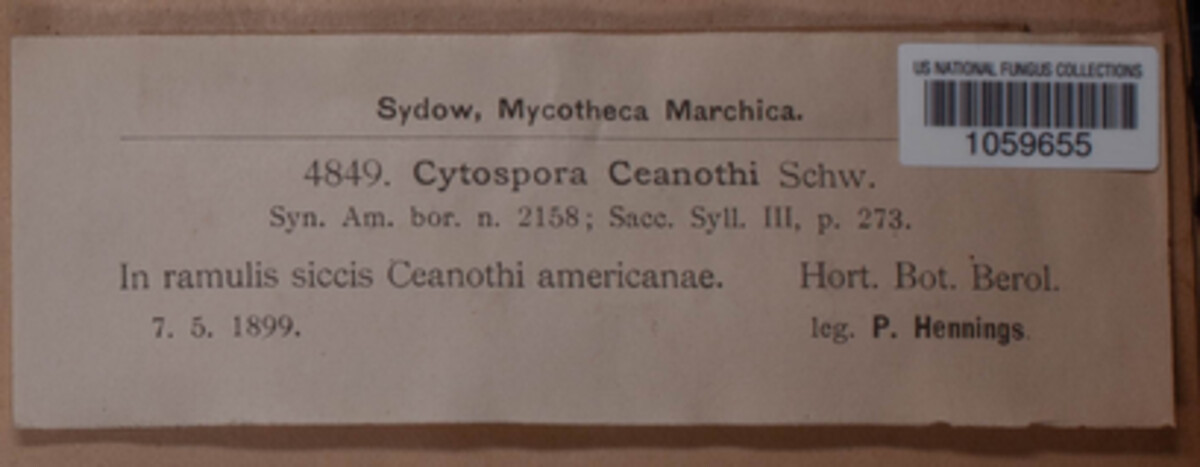 US NATIONAL FUNGUS COLLECTIONS
1059655
Sydow, Mycotheca Marchica.
4849. Cytospora Ceanothi Schw.
Syn. Am. bor. n. 2158; Sacc. Syll. III, p. 273.
In ramulis siccis Ceanothi americanae. Hort. Bot. Berol.
7. 5. 1899. leg. P. Hennings.